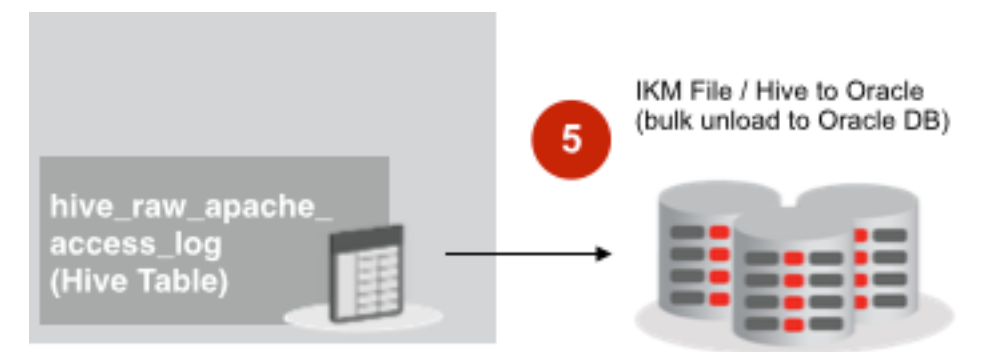 IKM File / Hive to Oracle
(bulk unload to Oracle DB)
5
hive_raw_apache_
access_log
(Hive Table)